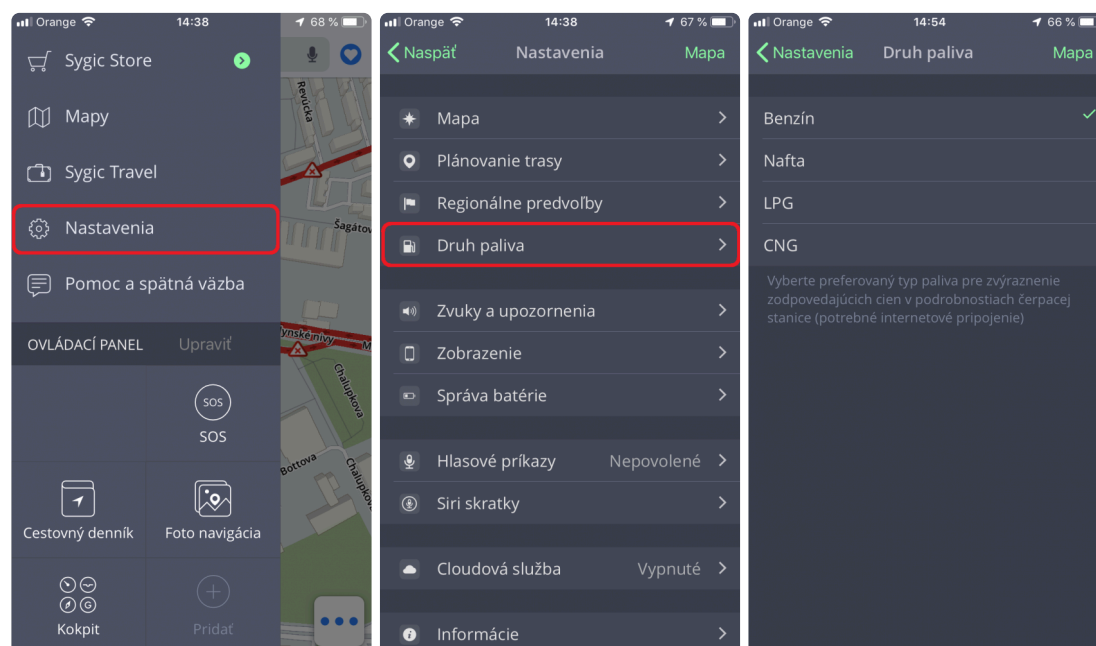 Orange 14:38 68 %
Sygic Store
Mapy
Sygic Travel
Nastavenia
Pomoc a spätná väzba
OVLÁDACÍ PANEL Upraviť
SOS
SOS
Cestovný denník Foto navigácia
G
Kokpit Pridať
Revúcka
Šagátov
ynské nivy M
Chalupkova
Bottova
Chalupkov
Orange 14:38 67 %
Naspäť Nastavenia Mapa
Mapa
Plánovanie trasy
Regionálne predvoľby
Druh paliva
Zvuky a upozornenia
Zobrazenie
Správa batérie
Hlasové príkazy Nepovolené
Siri skratky
Cloudová služba Vypnuté
Informácie
Orange 14:54 66 %
Nastavenia Druh paliva Mapa
Benzín
Nafta
LPG
CNG
Vyberte preferovaný typ paliva pre zvýraznenie
zodpovedajúcich cien v podrobnostiach čerpacej
stanice (potrebné internetové pripojenie)